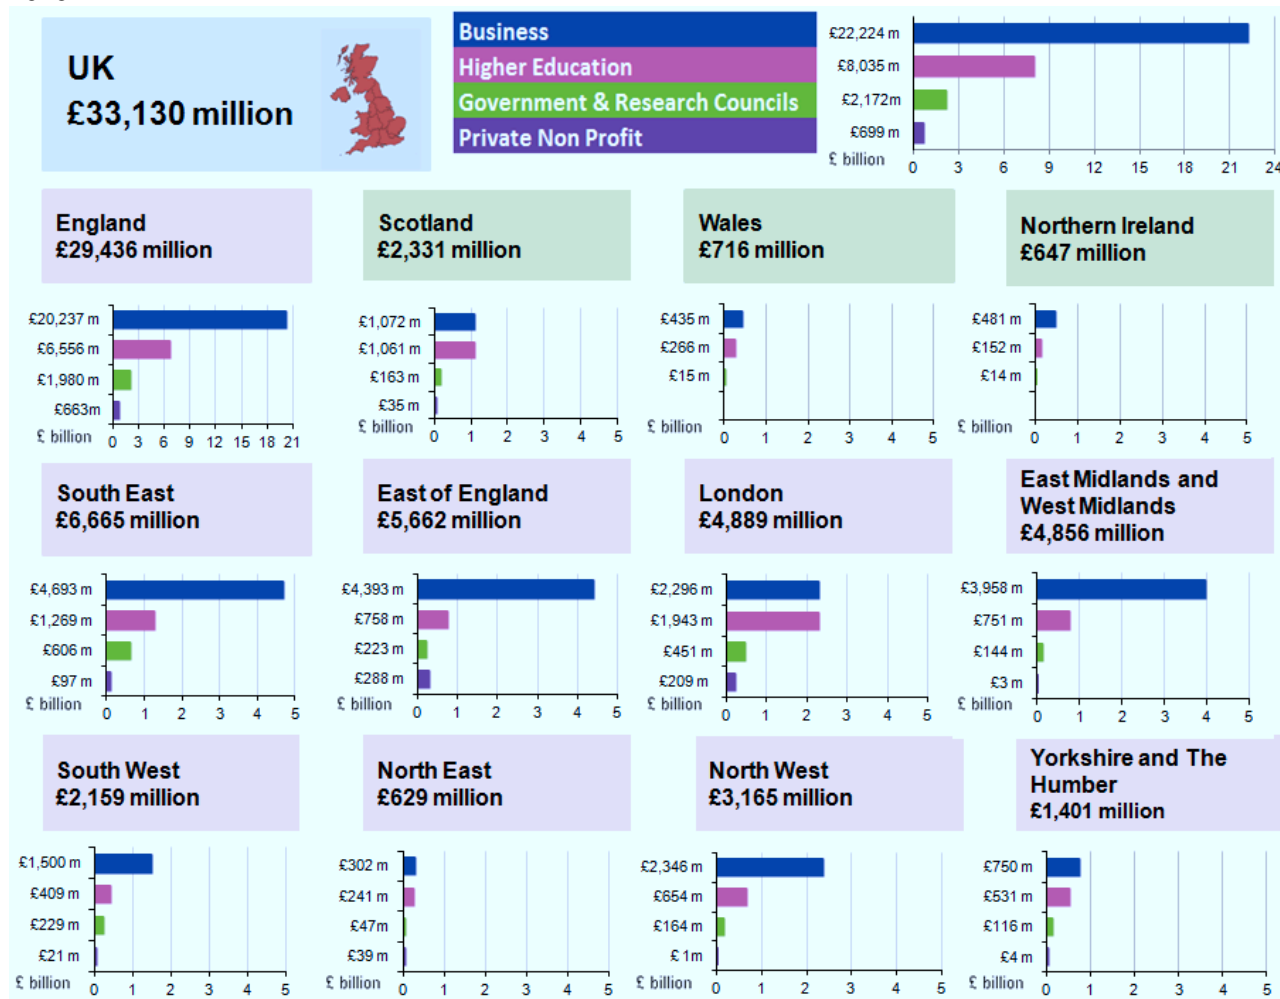 UK
£33,130 million
Business
Higher Education
Government & Research Councils
Private Non Profit
£22,224 m
£8,035 m
£2,172m
£699 m
£ billion
0 3 6 9 12 15 18 21 24
England
£29,436 million
Scotland
£2,331 million
Wales
£716 million
Northern Ireland
£647 million
£20,237 m
£6,556 m
£1,980 m
£663m
£ billion
0 3 6 9 12 15 18 21
£1,072 m
£1,061 m
£163 m
£35 m
£ billion
0 1 2 3 4 5
£435 m
£266 m
£15 m
£ billion
0 1 2 3 4 5
£481 m
£152 m
£14 m
£ billion
0 1 2 3 4 5
South East
£6,665 million
East of England
£5,662 million
London
£4,889 million
East Midlands and
West Midlands
£4,856 million
£4,693 m
£1,269 m
£606 m
£97 m
£ billion
0 1 2 3 4 5
£4,393 m
£758 m
£223 m
£288 m
£ billion
0 1 2 3 4 5
£2,296 m
£1,943 m
£451 m
£209 m
£ billion
0 1 2 3 4 5
£3,958 m
£751 m
£144 m
£3 m
£ billion
0 1 2 3 4 5
South West
£2,159 million
North East
£629 million
North West
£3,165 million
Yorkshire and The
Humber
£1,401 million
£1,500 m
£409 m
£229 m
£21 m
£ billion
0 1 2 3 4 5
£302 m
£241 m
£47m
£39 m
£ billion
0 1 2 3 4 5
£2,346 m
£654 m
£164 m
£ 1m
£ billion
0 1 2 3 4 5
£750 m
£531 m
£116 m
£4 m
£ billion
0 1 2 3 4 5